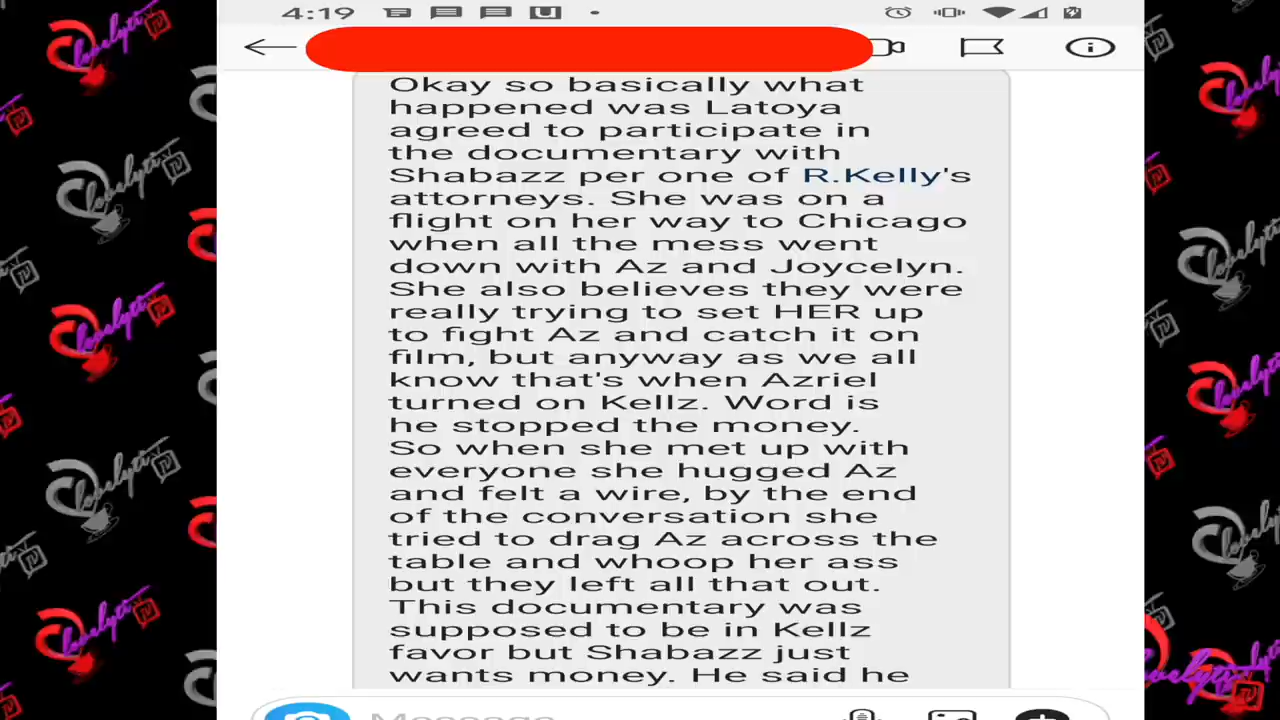 4:19
Okay so basically what
happened was Latoya
agreed to participate in
the documentary with
Shabazz per one of R.Kelly's
attorneys. She was on a
flight on her way to Chicago
when all the mess went
down with Az and Joycelyn.
She also believes they were
really trying to set HER up
to fight Az and catch it on
film, but anyway as we all
know that's when Azriel
turned on Kellz. Word is
he stopped the money.
So when she met up with
everyone she hugged Az
and felt a wire, by the end
of the conversation she
tried to drag Az across the
table and whoop her ass
but they left all that out.
This documentary was
supposed to be in Kellz
favor but Shabazz just
wants money. He said he
Message